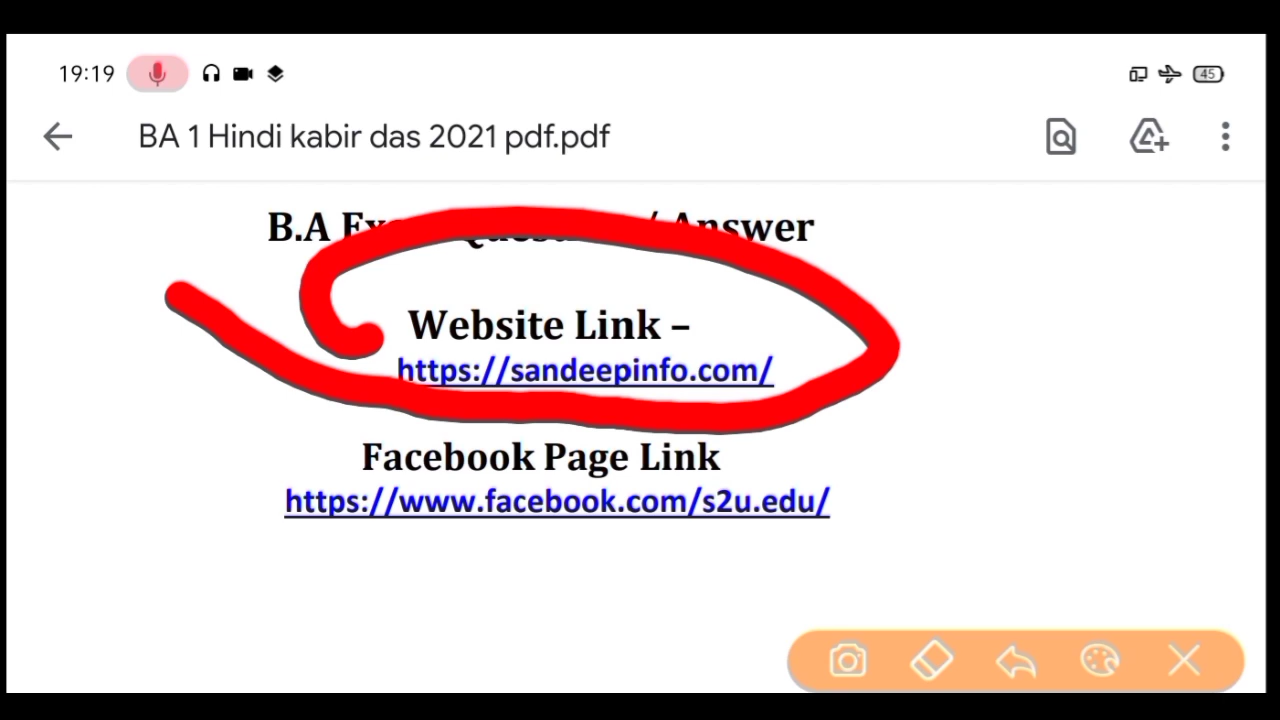 19:19
45
BA 1 Hindi kabir das 2021 pdf.pdf
B.A / Answer
Website Link –
https://sandeepinfo.com/
Facebook Page Link
https://www.facebook.com/s2u.edu/